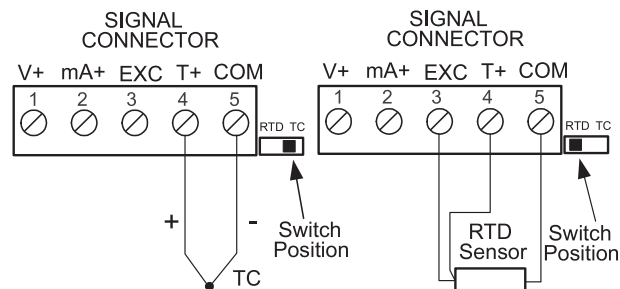 SIGNAL
CONNECTOR
V+ mA+ EXC T+ COM
1 2 3 4 5
RTD TC
+ -
Switch
Position
TC
SIGNAL
CONNECTOR
V+ mA+ EXC T+ COM
1 2 3 4 5
RTD TC
RTD
Sensor
Switch
Position